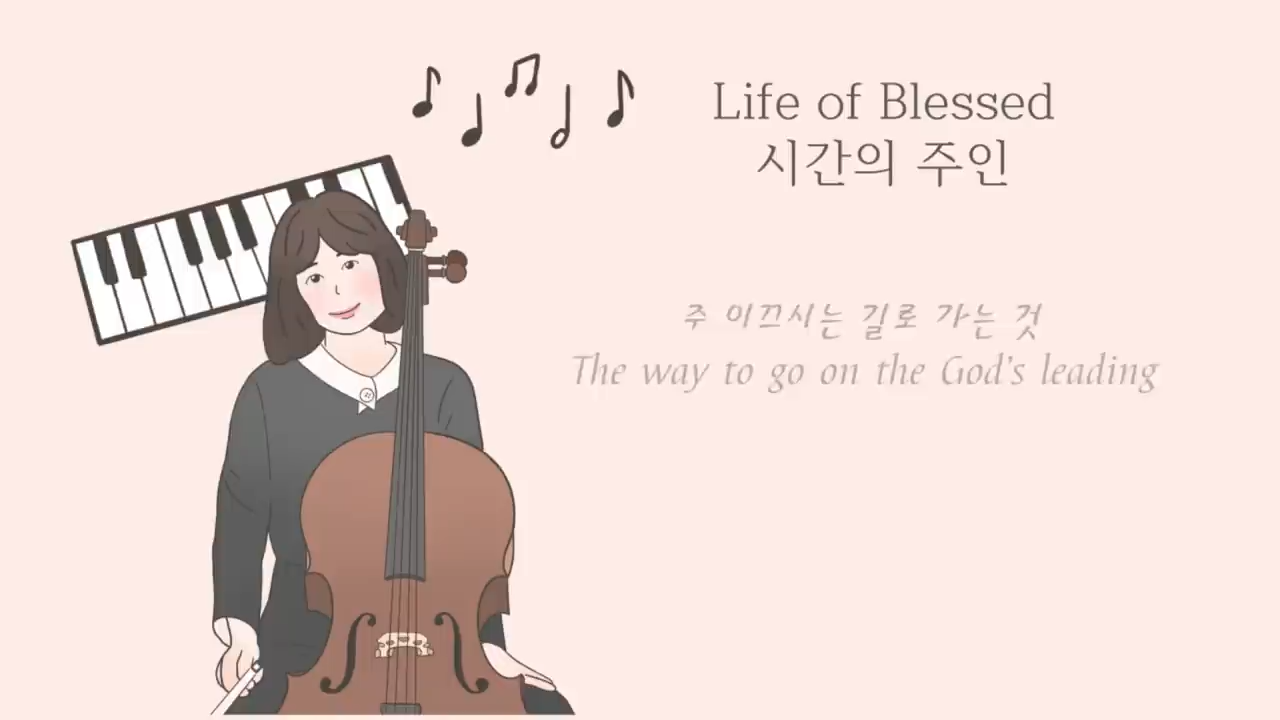 Life of Blessed
시간의 주인
주 이끄시는 길로 가는 것
The way to go on the God's leading